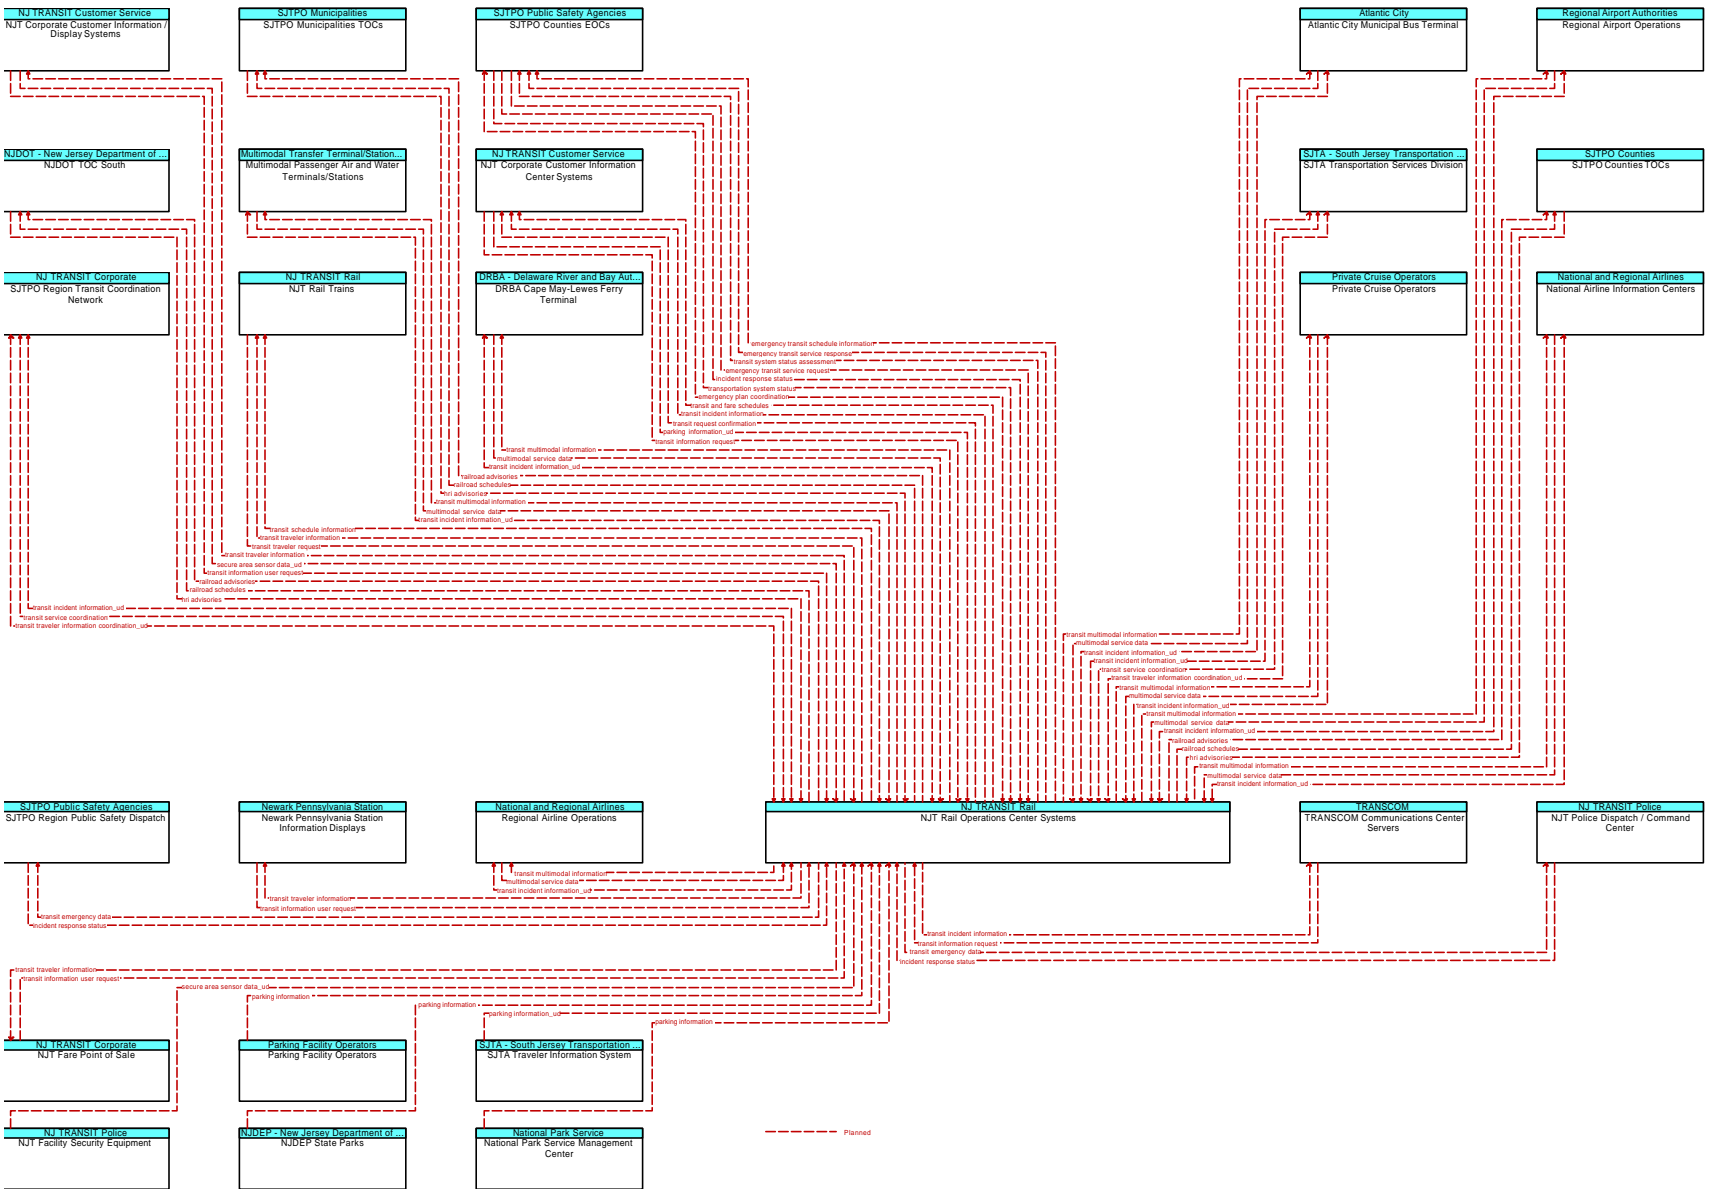 NJ TRANSIT Customer Service
NJT Corporate Customer Information /
Display Systems
SJTPO Municipalities
SJTPO Municipalities TOCs
SJTPO Public Safety Agencies
SJTPO Counties EOCs
Atlantic City
Atlantic City Municipal Bus Terminal
Regional Airport Authorities
Regional Airport Operations
NJDOT - New Jersey Department of ...
NJDOT TOC South
Multimodal Transfer Terminal/Station...
Multimodal Passenger Air and Water
Terminals/Stations
NJ TRANSIT Customer Service
NJT Corporate Customer Information
Center Systems
SJTA - South Jersey Transportation ...
SJTA Transportation Services Division
SJTPO Counties
SJTPO Counties TOCs
NJ TRANSIT Corporate
SJTPO Region Transit Coordination
Network
NJ TRANSIT Rail
NJT Rail Trains
DRBA - Delaware River and Bay Aut...
DRBA Cape May-Lewes Ferry
Terminal
Private Cruise Operators
Private Cruise Operators
National and Regional Airlines
National Airline Information Centers
emergency transit schedule information
emergency transit service response
transit system status assessment
emergency transit service request
incident response status
transportation system status
emergency plan coordination
transit and fare schedules
transit incident information
transit request confirmation
parking information_ud
transit information request
transit multimodal information
multimodal service data
transit incident information_ud
railroad advisories
railroad schedules
hri advisories
transit multimodal information
multimodal service data
transit incident information_ud
transit schedule information
transit traveler information
transit traveler request
transit traveler information
secure area sensor data_ud
transit information user request
railroad advisories
railroad schedules
hri advisories
transit incident information_ud
transit service coordination
transit traveler information coordination_ud
transit multimodal information
multimodal service data
transit incident information_ud
transit incident information_ud
transit service coordination
transit traveler information coordination_ud
transit multimodal information
multimodal service data
transit incident information_ud
transit multimodal information
multimodal service data
transit incident information_ud
railroad advisories
railroad schedules
hri advisories
transit multimodal information
multimodal service data
transit incident information_ud
SJTPO Public Safety Agencies
SJTPO Region Public Safety Dispatch
Newark Pennsylvania Station
Newark Pennsylvania Station
Information Displays
National and Regional Airlines
Regional Airline Operations
NJ TRANSIT Rail
NJT Rail Operations Center Systems
TRANSCOM
TRANSCOM Communications Center
Servers
NJ TRANSIT Police
NJT Police Dispatch / Command
Center
transit multimodal information
multimodal service data
transit incident information_ud
transit traveler information
transit information user request
transit emergency data
incident response status
transit incident information
transit information request
transit emergency data
incident response status
transit traveler information
transit information user request
secure area sensor data_ud
parking information
parking information
parking information_ud
parking information
NJ TRANSIT Corporate
NJT Fare Point of Sale
Parking Facility Operators
Parking Facility Operators
SJTA - South Jersey Transportation ...
SJTA Traveler Information System
NJ TRANSIT Police
NJT Facility Security Equipment
NJDEP - New Jersey Department of ...
NJDEP State Parks
National Park Service
National Park Service Management
Center
Planned